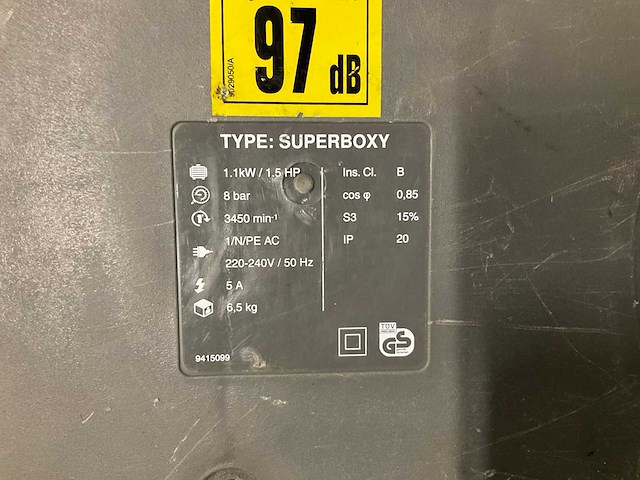 97 dB
9029050/A
TYPE: SUPERBOXY
1.1kW / 1,5 HP
8 bar
3450 min-1
1/N/PE AC
220-240V / 50 Hz
5 A
6,5 kg
Ins. Cl. B
cos φ 0,85
S3 15%
IP 20
TÜV
GS
9415099